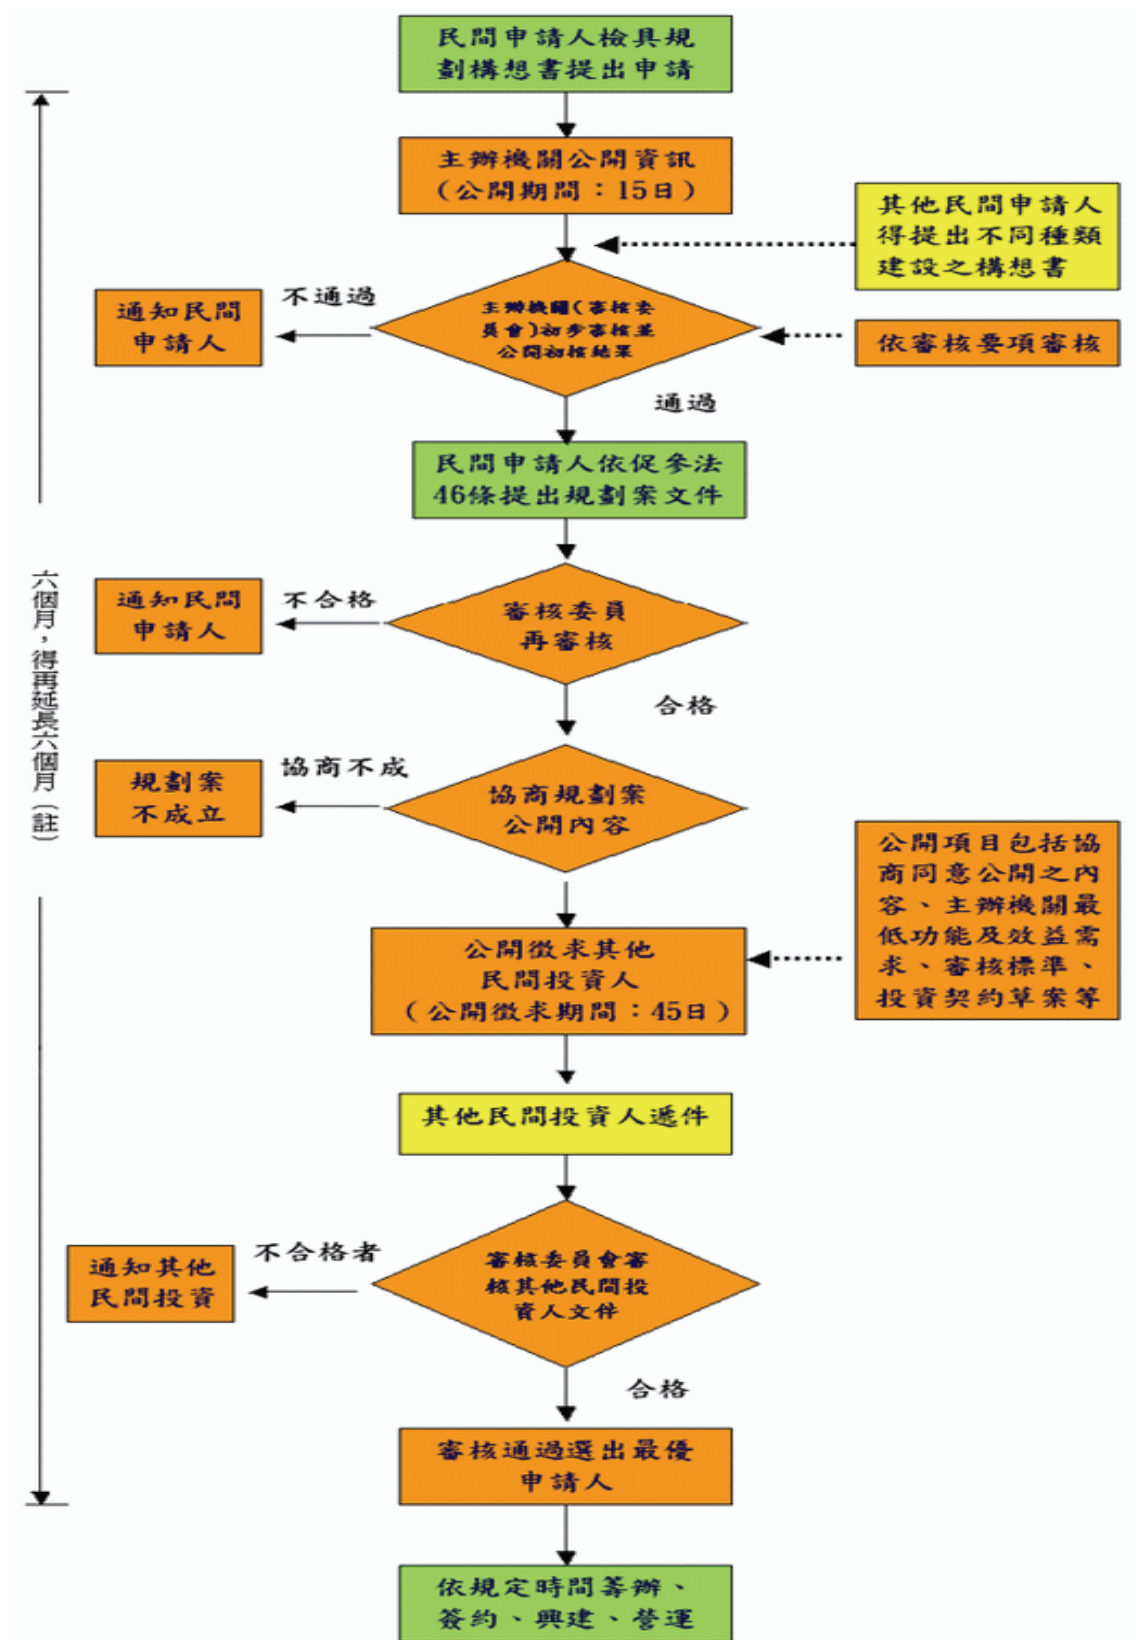 民間申請人檢具規
劃構想書提出申請
主辦機關公開資訊
(公開期間：15日)
其他民間申請人
得提出不同種類
建設之構想書
主辦機關(審核委
員會)初步審核並
公開初核結果
不通過
通知民間
申請人
依審核要項審核
通過
民間申請人依促參法
46條提出規劃案文件
審核委員
再審核
不合格
通知民間
申請人
合格
六個月，得再延長六個月(註)
協商規劃案
公開內容
協商不成
規劃案
不成立
公開徵求其他
民間投資人
(公開徵求期間：45日)
公開項目包括協
商同意公開之內
容、主辦機關最
低功能及效益需
求、審核標準、
投資契約草案等
其他民間投資人遞件
審核委員會審
核其他民間投
資人文件
不合格者
通知其他
民間投資
合格
審核通過選出最優
申請人
依規定時間籌辦、
簽約、興建、營運